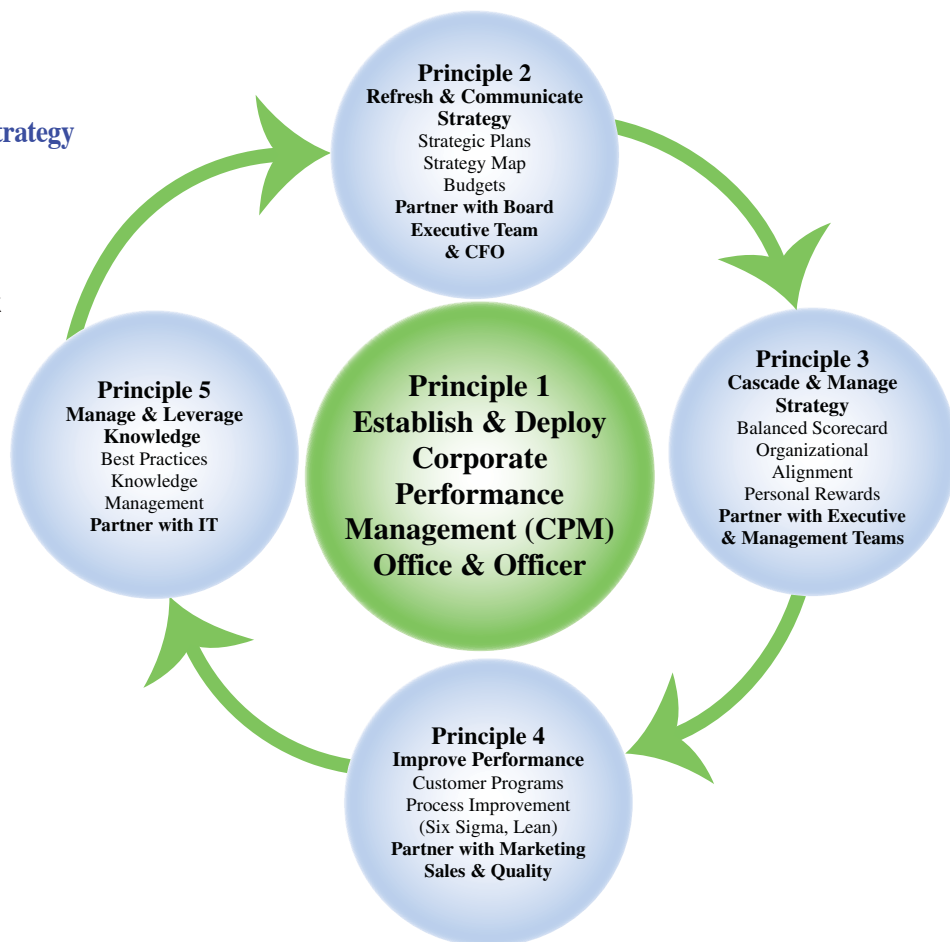 trategy
Principle 2
Refresh & Communicate
Strategy
Strategic Plans
Strategy Map
Budgets
Partner with Board
Executive Team
& CFO
Principle 1
Establish & Deploy
Corporate
Performance
Management (CPM)
Office & Officer
Principle 3
Cascade & Manage
Strategy
Balanced Scorecard
Organizational
Alignment
Personal Rewards
Partner with Executive
& Management Teams
Principle 4
Improve Performance
Customer Programs
Process Improvement
(Six Sigma, Lean)
Partner with Marketing
Sales & Quality
Principle 5
Manage & Leverage
Knowledge
Best Practices
Knowledge
Management
Partner with IT